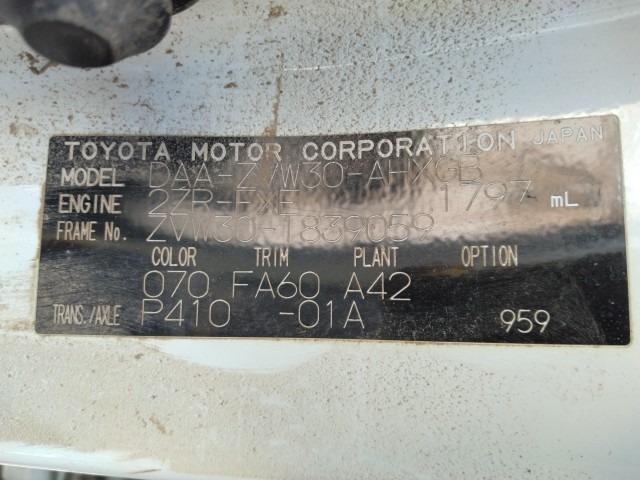 TOYOTA MOTOR CORPORATION JAPAN
MODEL DAA-ZVW30-AHXGB
ENGINE 2ZR-FXE 1797 mL
FRAME No. ZVW30-1839059
COLOR TRIM PLANT OPTION
070 FA60 A42
TRANS./AXLE P410 -01A 959